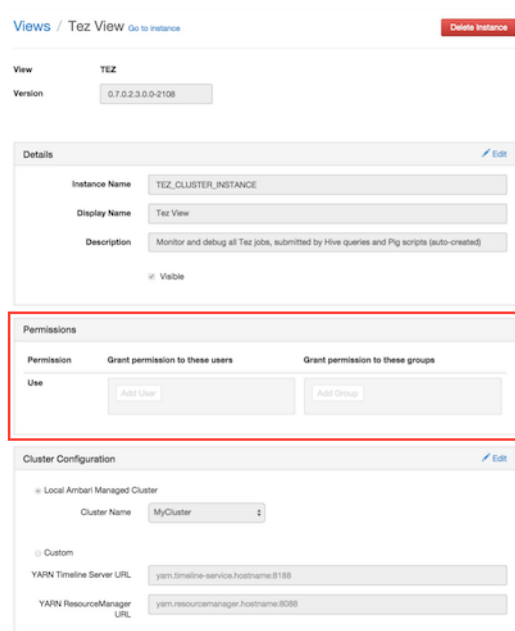 Views / Tez View Go to instance
Delete Instance
View TEZ
Version 0.7.0.2.3.0.0-2108
Details Edit
Instance Name TEZ_CLUSTER_INSTANCE
Display Name Tez View
Description Monitor and debug all Tez jobs, submitted by Hive queries and Pig scripts (auto-created)
Visible
Permissions
Permission Grant permission to these users Grant permission to these groups
Use Add User Add Group
Cluster Configuration Edit
Local Ambari Managed Cluster
Cluster Name MyCluster
Custom
YARN Timeline Server URL yarn.timeline-service.hostname:8188
YARN ResourceManager yarn.resourcemanager.hostname:8088
URL